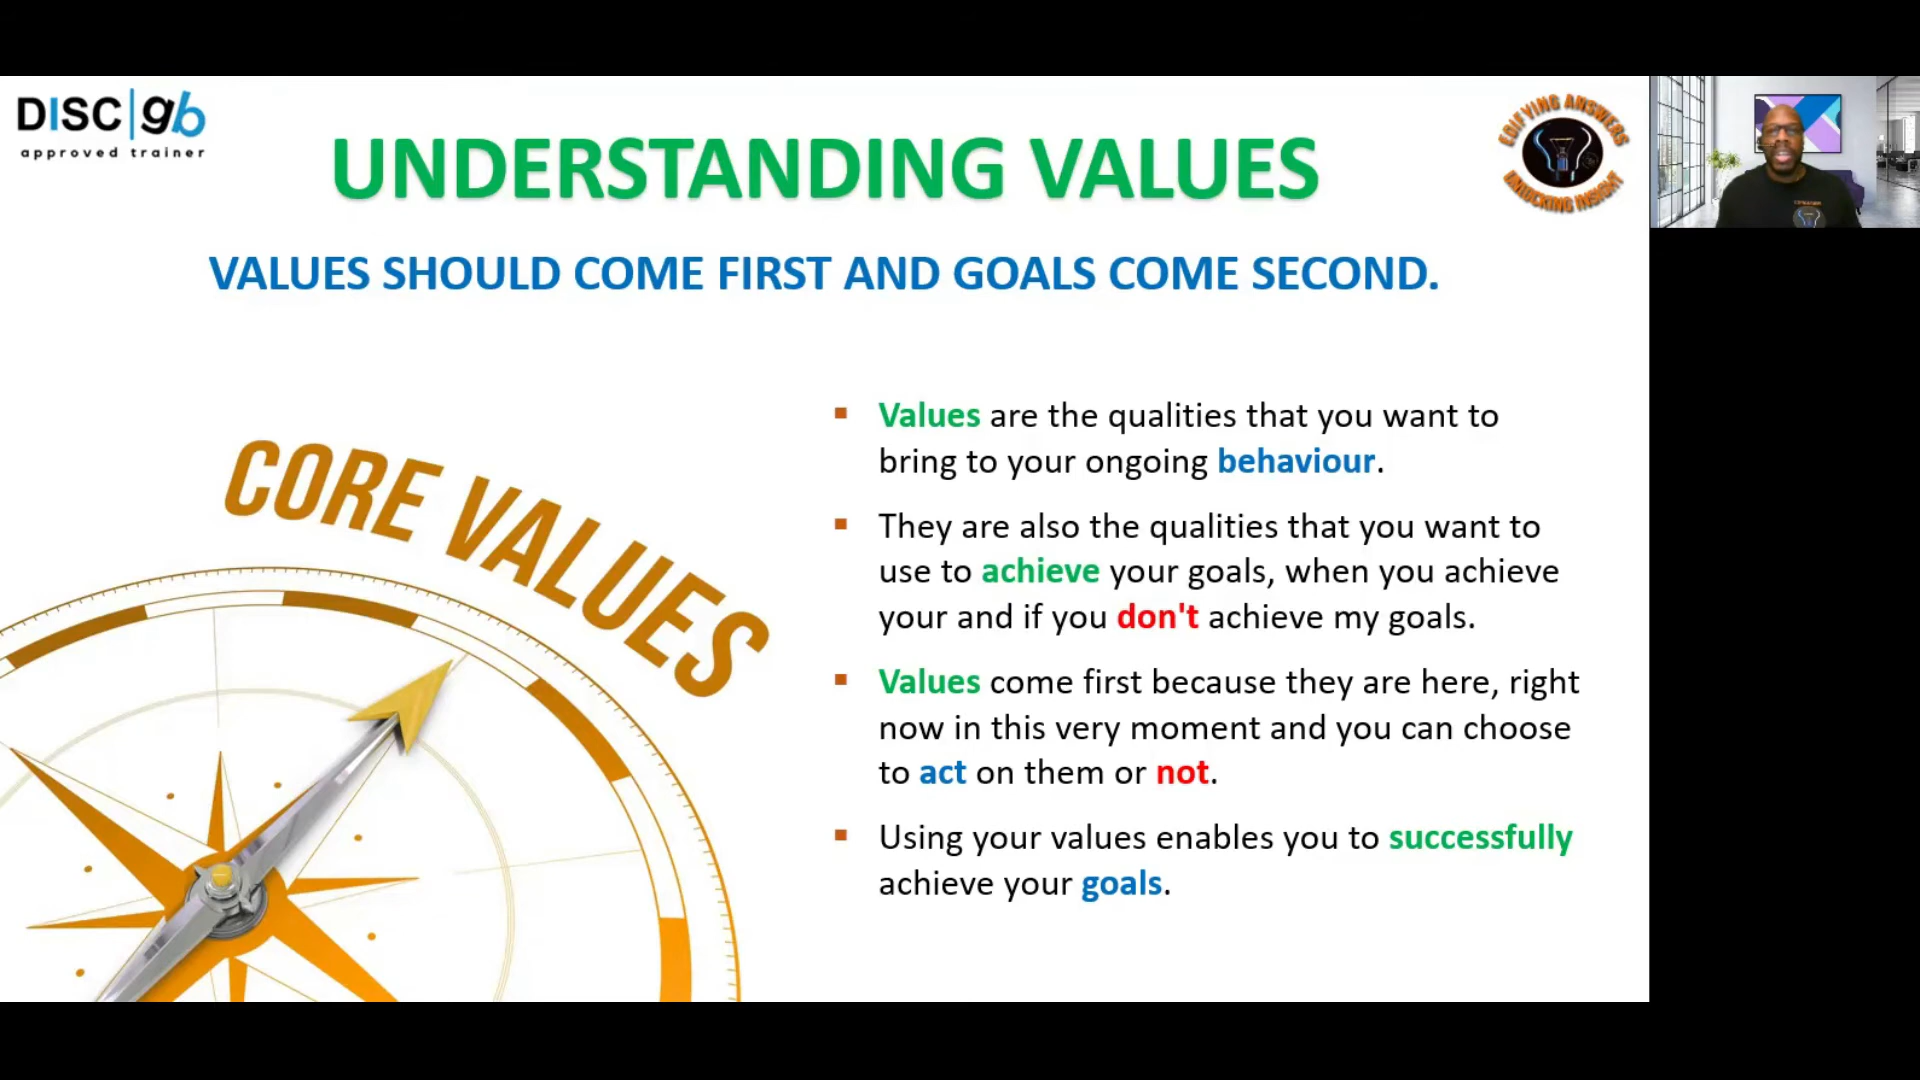 DISC|gb
approved trainer
UNDERSTANDING VALUES
EDIFYING ANSWERS
UNLOCKING INSIGHT
VALUES SHOULD COME FIRST AND GOALS COME SECOND.
CORE VALUES
▪ Values are the qualities that you want to
bring to your ongoing behaviour.
▪ They are also the qualities that you want to
use to achieve your goals, when you achieve
your and if you don't achieve my goals.
▪ Values come first because they are here, right
now in this very moment and you can choose
to act on them or not.
▪ Using your values enables you to successfully
achieve your goals.